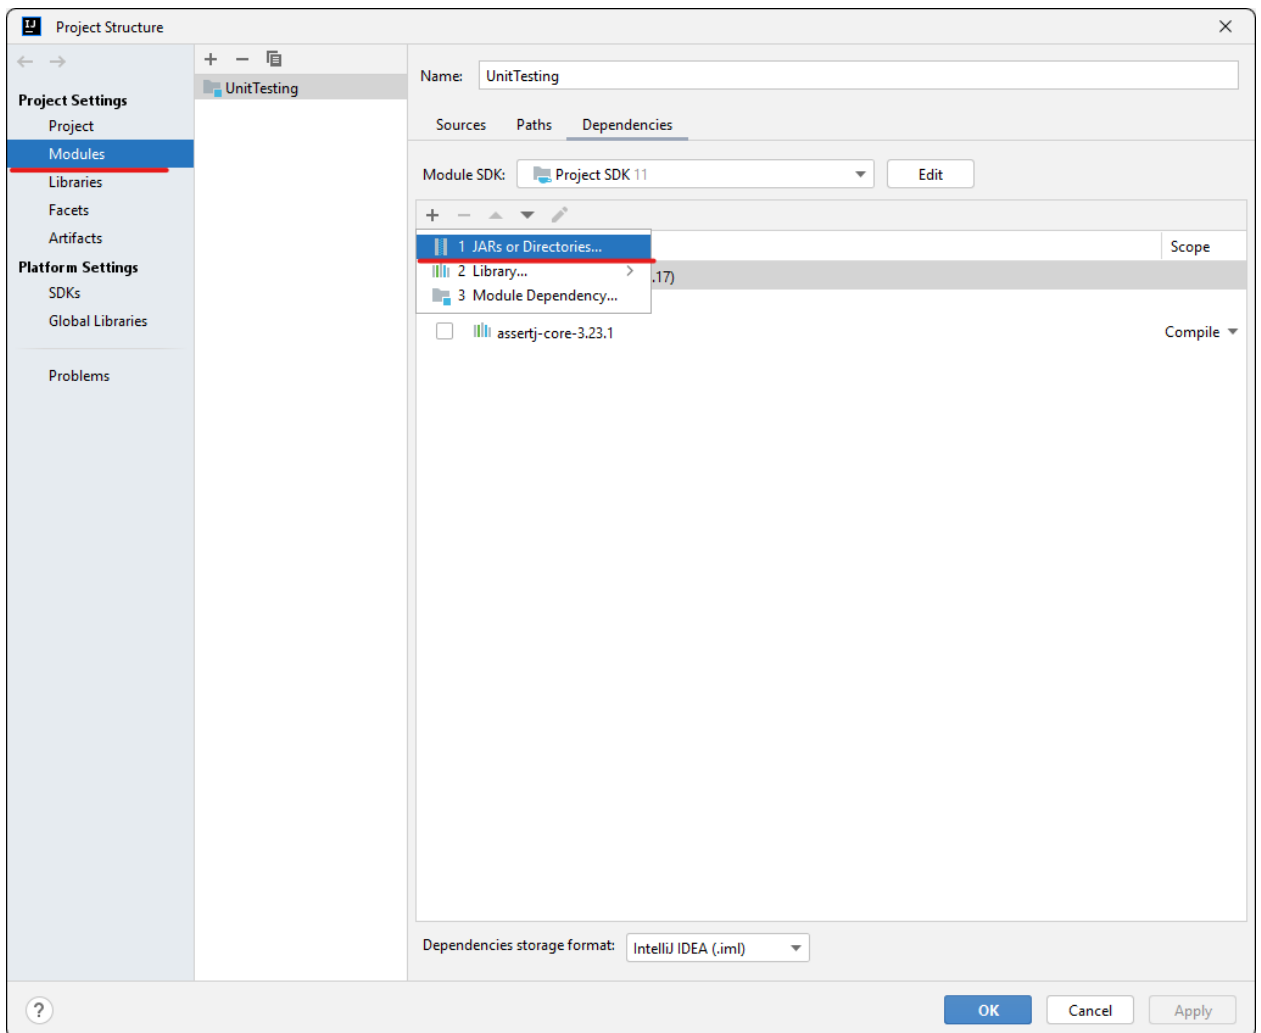 Project Structure
Project Settings
Project
Modules
Libraries
Facets
Artifacts
Platform Settings
SDKs
Global Libraries
Problems
UnitTesting
Name: UnitTesting
Sources Paths Dependencies
Module SDK: Project SDK 11 Edit
1 JARs or Directories...
2 Library...
3 Module Dependency...
Scope
.17)
assertj-core-3.23.1 Compile
Dependencies storage format: IntelliJ IDEA (.iml)
? OK Cancel Apply